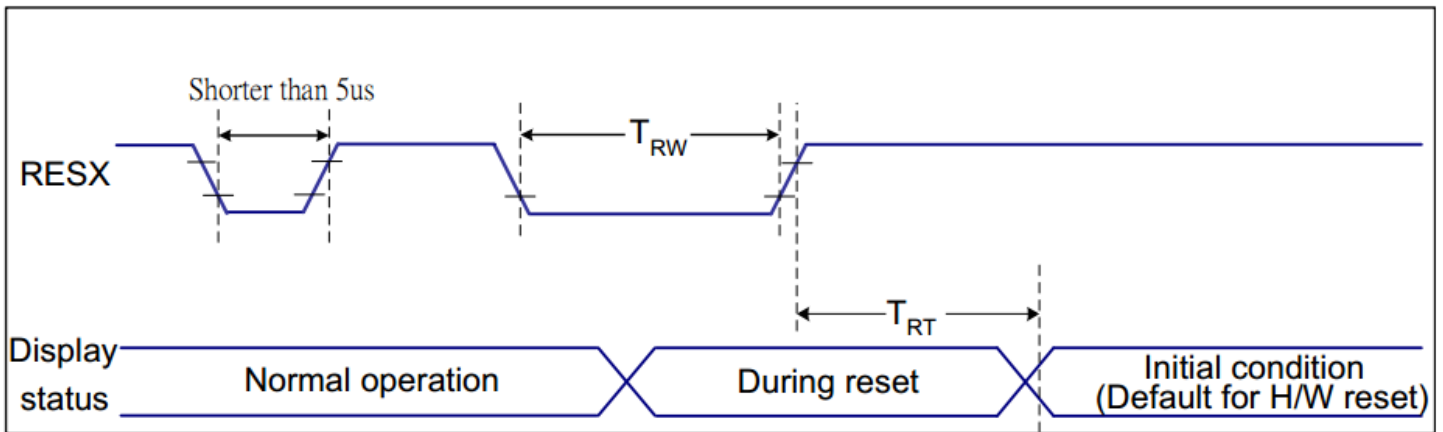 Shorter than 5us
RESX
TRW
TRT
Display
status
Normal operation
During reset
Initial condition
(Default for H/W reset)